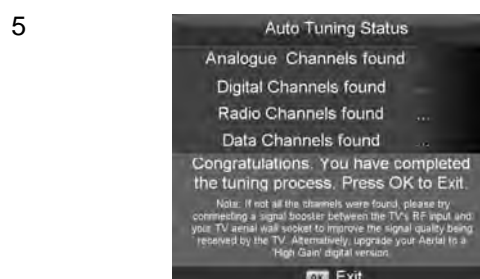 5
Auto Tuning Status
Analogue Channels found
Digital Channels found ...
Radio Channels found ...
Data Channels found ..
Congratulations. You have completed
the tuning process. Press OK to Exit.
Note: If not all the channels were found, please try
connecting a signal booster between the TV's RF input and
your TV aerial wall socket to improve the signal quality being
received by the TV. Alternatively, upgrade your Aerial to a
'High Gain' digital version.
OK Exit